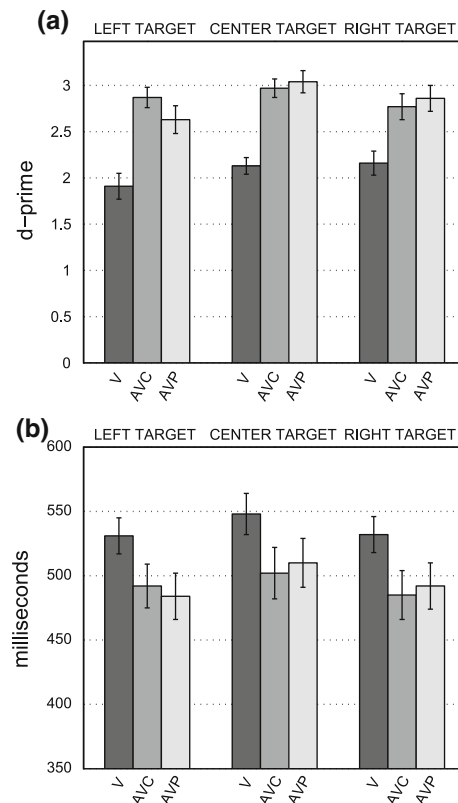 (a) LEFT TARGET CENTER TARGET RIGHT TARGET
3
2.5
2
1.5
1
0.5
0
d-prime
V AVC AVP V AVC AVP V AVC AVP
(b)
LEFT TARGET CENTER TARGET RIGHT TARGET
600
550
500
450
400
350
milliseconds
V AVC AVP V AVC AVP V AVC AVP